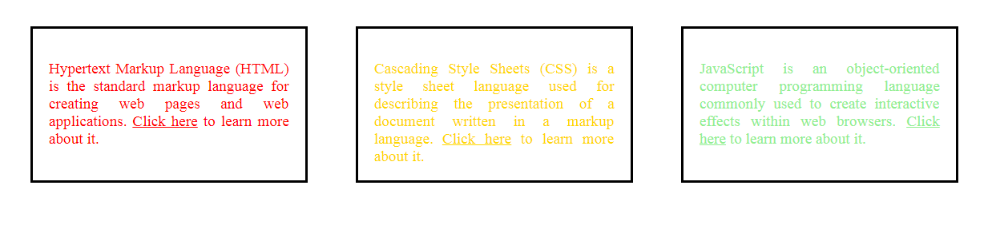 Hypertext Markup Language (HTML)
is the standard markup language for
creating web pages and web
applications. Click here to learn more
about it.
Cascading Style Sheets (CSS) is a
style sheet language used for
describing the presentation of a
document written in a markup
language. Click here to learn more
about it.
JavaScript is an object-oriented
computer programming language
commonly used to create interactive
effects within web browsers. Click
here to learn more about it.